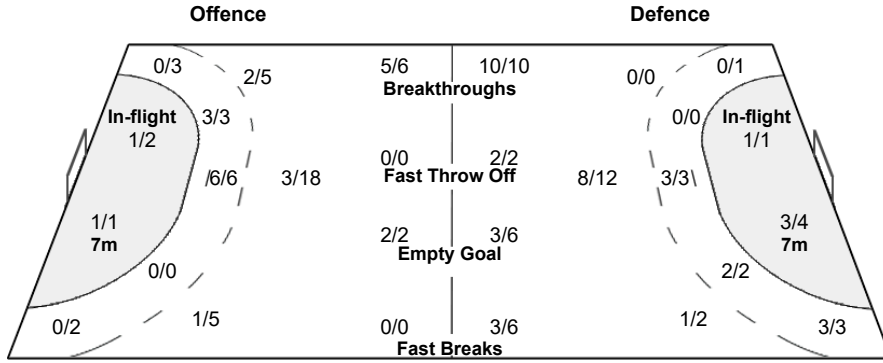 Offence Defence
0/3 2/5 5/6 10/10 0/0 0/1
Breakthroughs
In-flight 3/3 0/0 In-flight
1/2 1/1
0/0 2/2
6/6 3/18 Fast Throw Off 8/12 3/3
1/1 3/4
7m 2/2 3/6 7m
Empty Goal
0/0 2/2
0/2 1/5 0/0 3/6 1/2 3/3
Fast Breaks